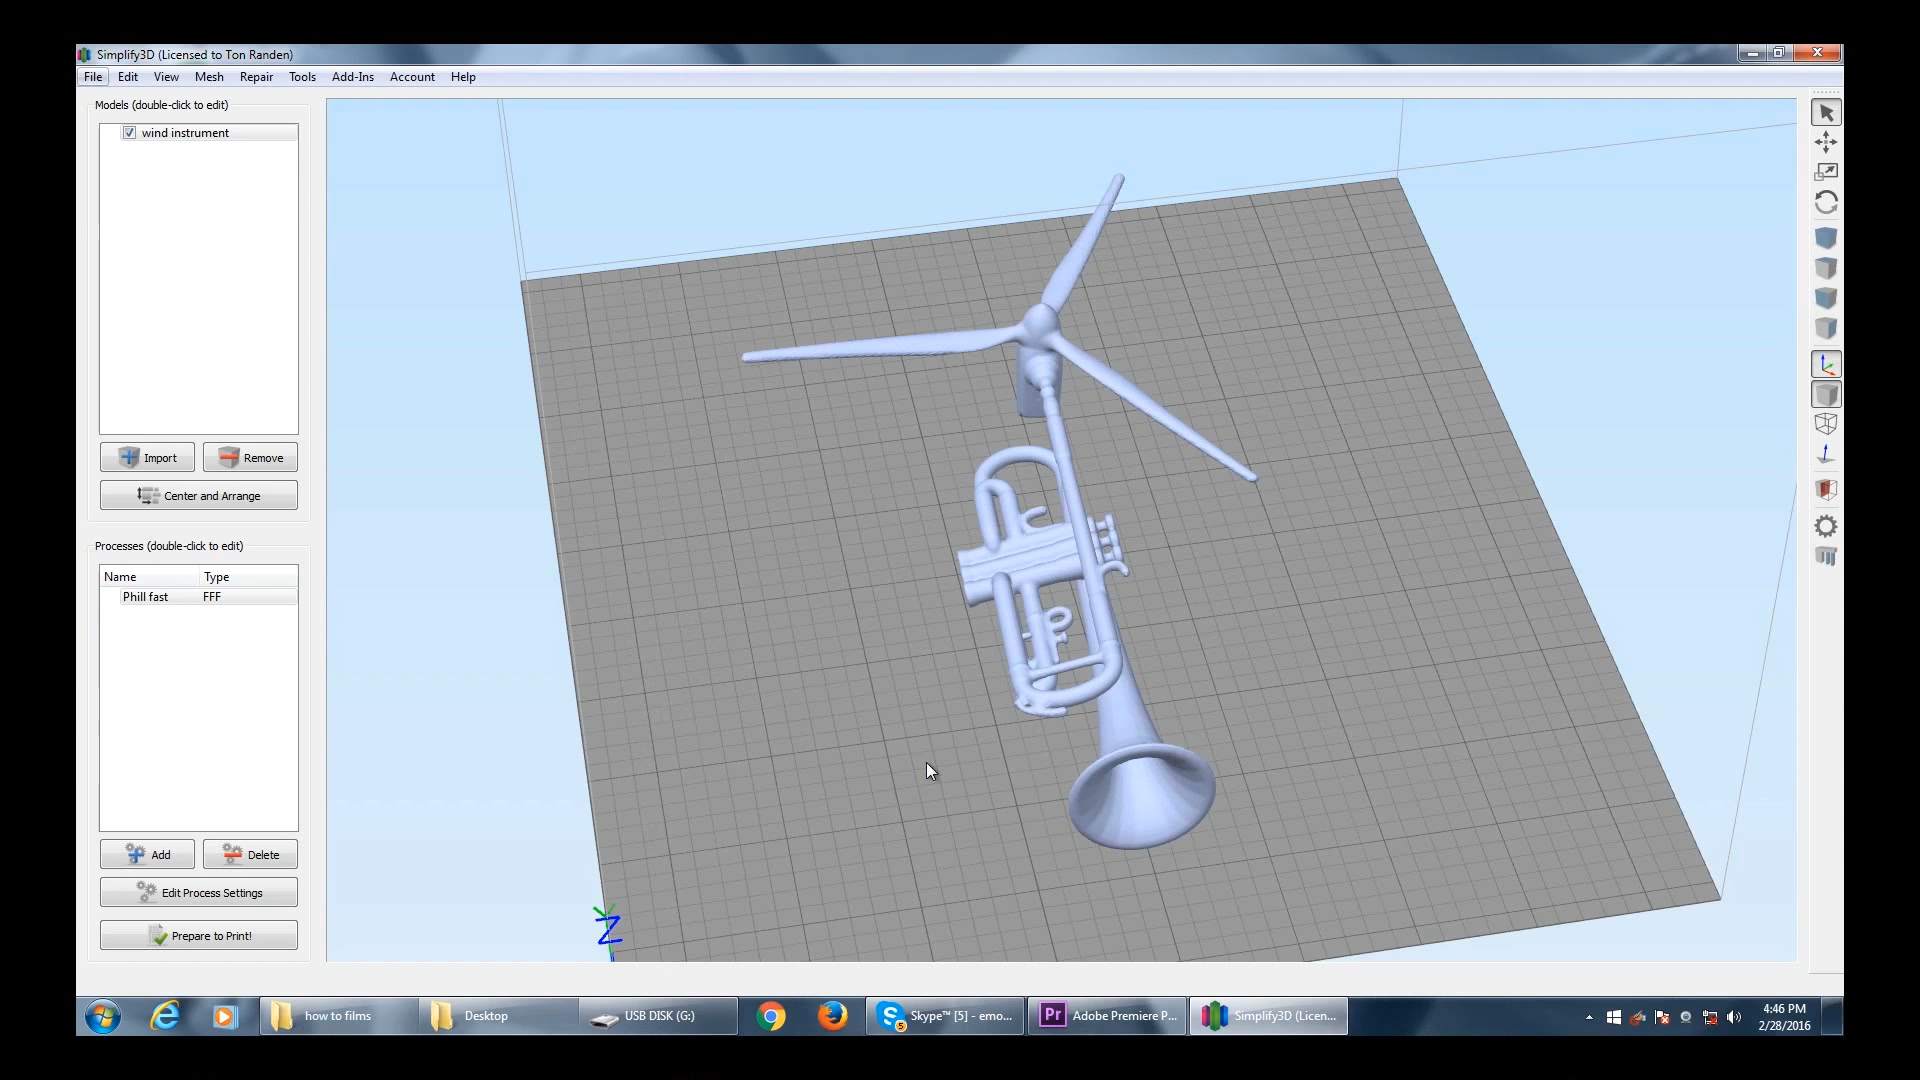 Simplify3D (Licensed to Ton Randen)
File Edit View Mesh Repair Tools Add-Ins Account Help
Models (double-click to edit)
wind instrument
Import Remove
Center and Arrange
Processes (double-click to edit)
Name Type
Phill fast FFF
Add Delete
Edit Process Settings
Prepare to Print!
Z
how to films
Desktop
USB DISK (G:)
5
Skype™ [5] - emo...
Pr
Adobe Premiere P...
Simplify3D (Licen...
4:46 PM
2/28/2016